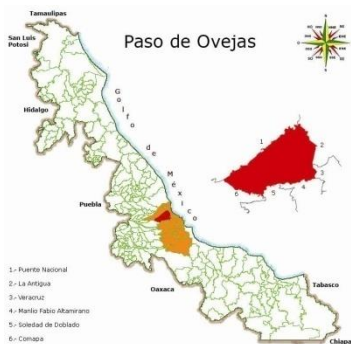 Tamaulipas
San Luis
Potosí
Paso de Ovejas
Hidalgo
Golfo de México
Puebla
Oaxaca
Tabasco
Chiapa
1
2
3
4
5
6
1.- Puente Nacional
2.- La Antigua
3.- Veracruz
4.- Manlio Fabio Altamirano
5.- Soledad de Doblado
6.- Comapa